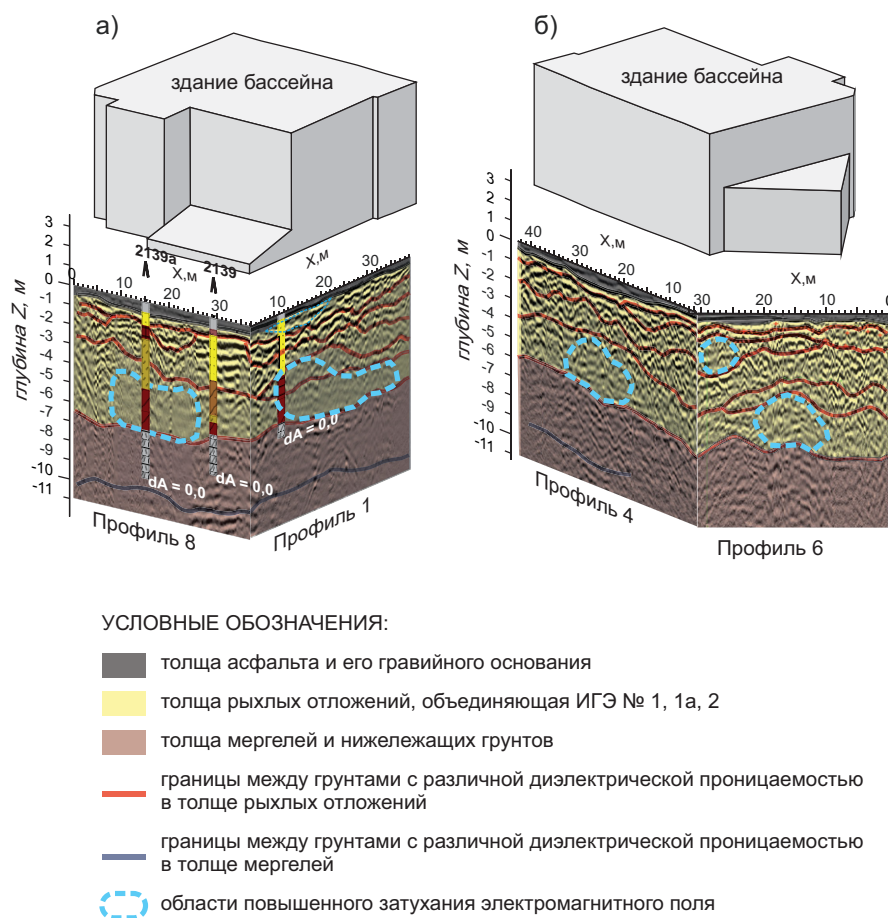 а)
б)
здание бассейна
здание бассейна
глубина Z, м
3
2
1
0
-1
-2
-3
-4
-5
-6
-7
-8
-9
-10
-11
2139а
2139
X,м
X,м
0
10
20
30
10
20
30
dA = 0,0
dA = 0,0
dA = 0,0
Профиль 8
Профиль 1
глубина Z, м
3
2
1
0
-1
-2
-3
-4
-5
-6
-7
-8
-9
-10
-11
40
30
20
10
X,м
X,м
30
20
10
0
Профиль 4
Профиль 6
УСЛОВНЫЕ ОБОЗНАЧЕНИЯ:
толща асфальта и его гравийного основания
толща рыхлых отложений, объединяющая ИГЭ № 1, 1а, 2
толща мергелей и нижележащих грунтов
границы между грунтами с различной диэлектрической проницаемостью
в толще рыхлых отложений
границы между грунтами с различной диэлектрической проницаемостью
в толще мергелей
области повышенного затухания электромагнитного поля